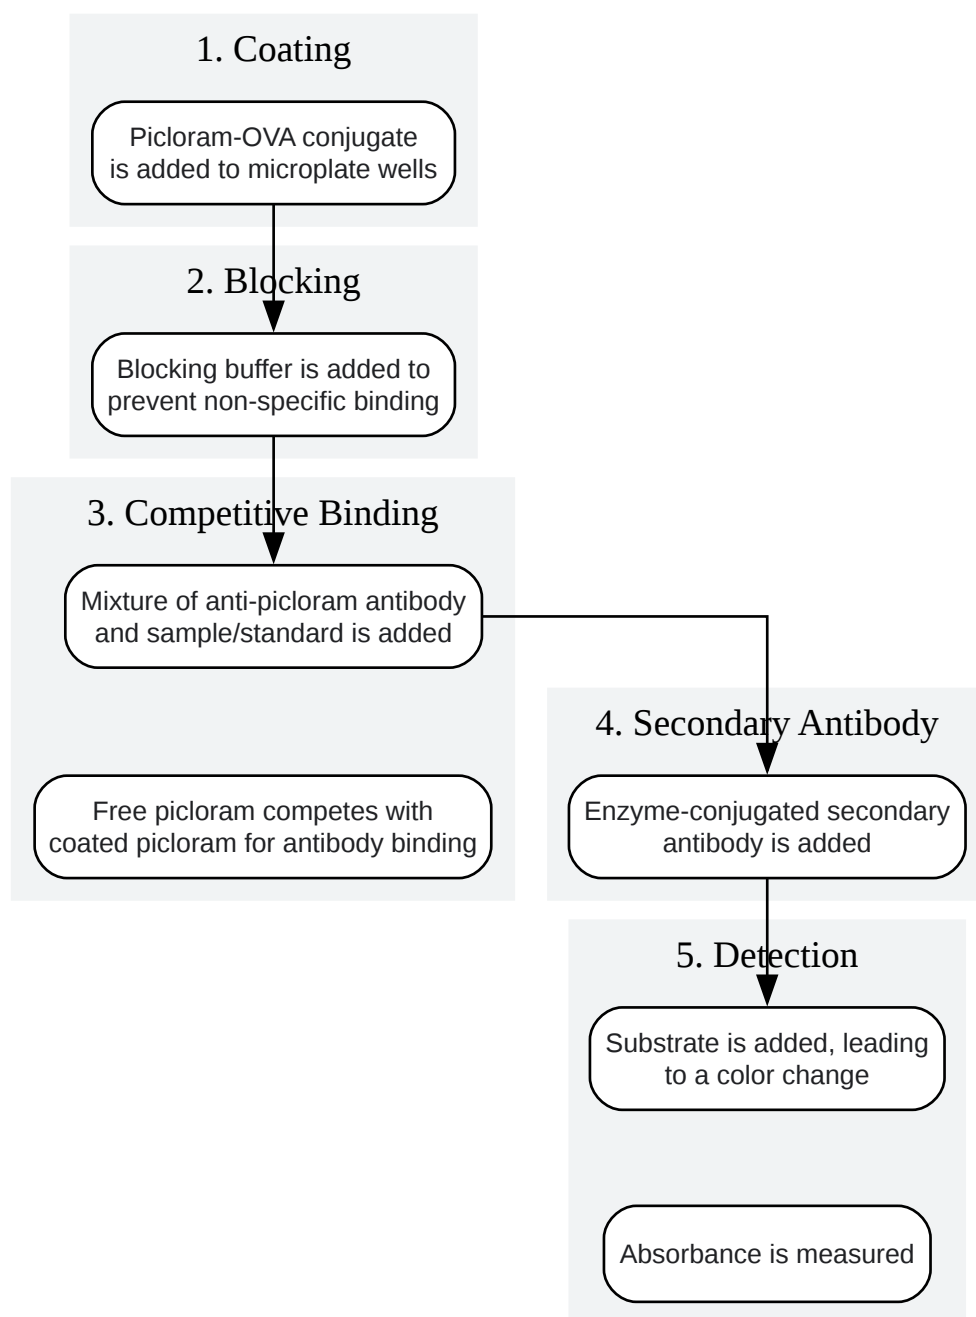 1. Coating
Picloram-OVA conjugate
is added to microplate wells
2. Blocking
Blocking buffer is added to
prevent non-specific binding
3. Competitive Binding
Mixture of anti-picloram antibody
and sample/standard is added
Free picloram competes with
coated picloram for antibody binding
4. Secondary Antibody
Enzyme-conjugated secondary
antibody is added
5. Detection
Substrate is added, leading
to a color change
Absorbance is measured